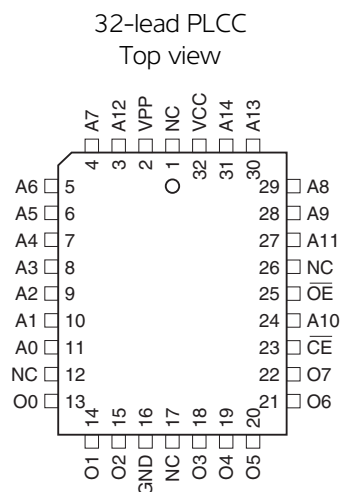 32-lead PLCC
Top view
A7 A12 VPP NC VCC A14 A13
4 3 2 1 32 31 30
A6 5 29 A8
A5 6 28 A9
A4 7 27 A11
A3 8 26 NC
A2 9 25 OE
A1 10 24 A10
A0 11 23 CE
NC 12 22 O7
O0 13 21 O6
14 15 16 17 18 19 20
O1 O2 GND NC O3 O4 O5